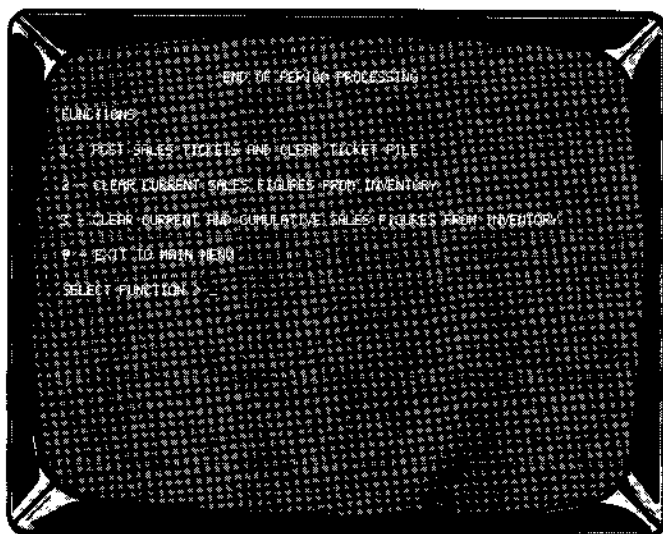 END OF PERIOD PROCESSING
FUNCTIONS
1 - POST SALES TICKETS AND CLEAR TICKET FILE
2 - CLEAR CURRENT SALES FIGURES FROM INVENTORY
3 - CLEAR CURRENT AND CUMULATIVE SALES FIGURES FROM INVENTORY
0 - EXIT TO MAIN MENU
SELECT FUNCTION > _